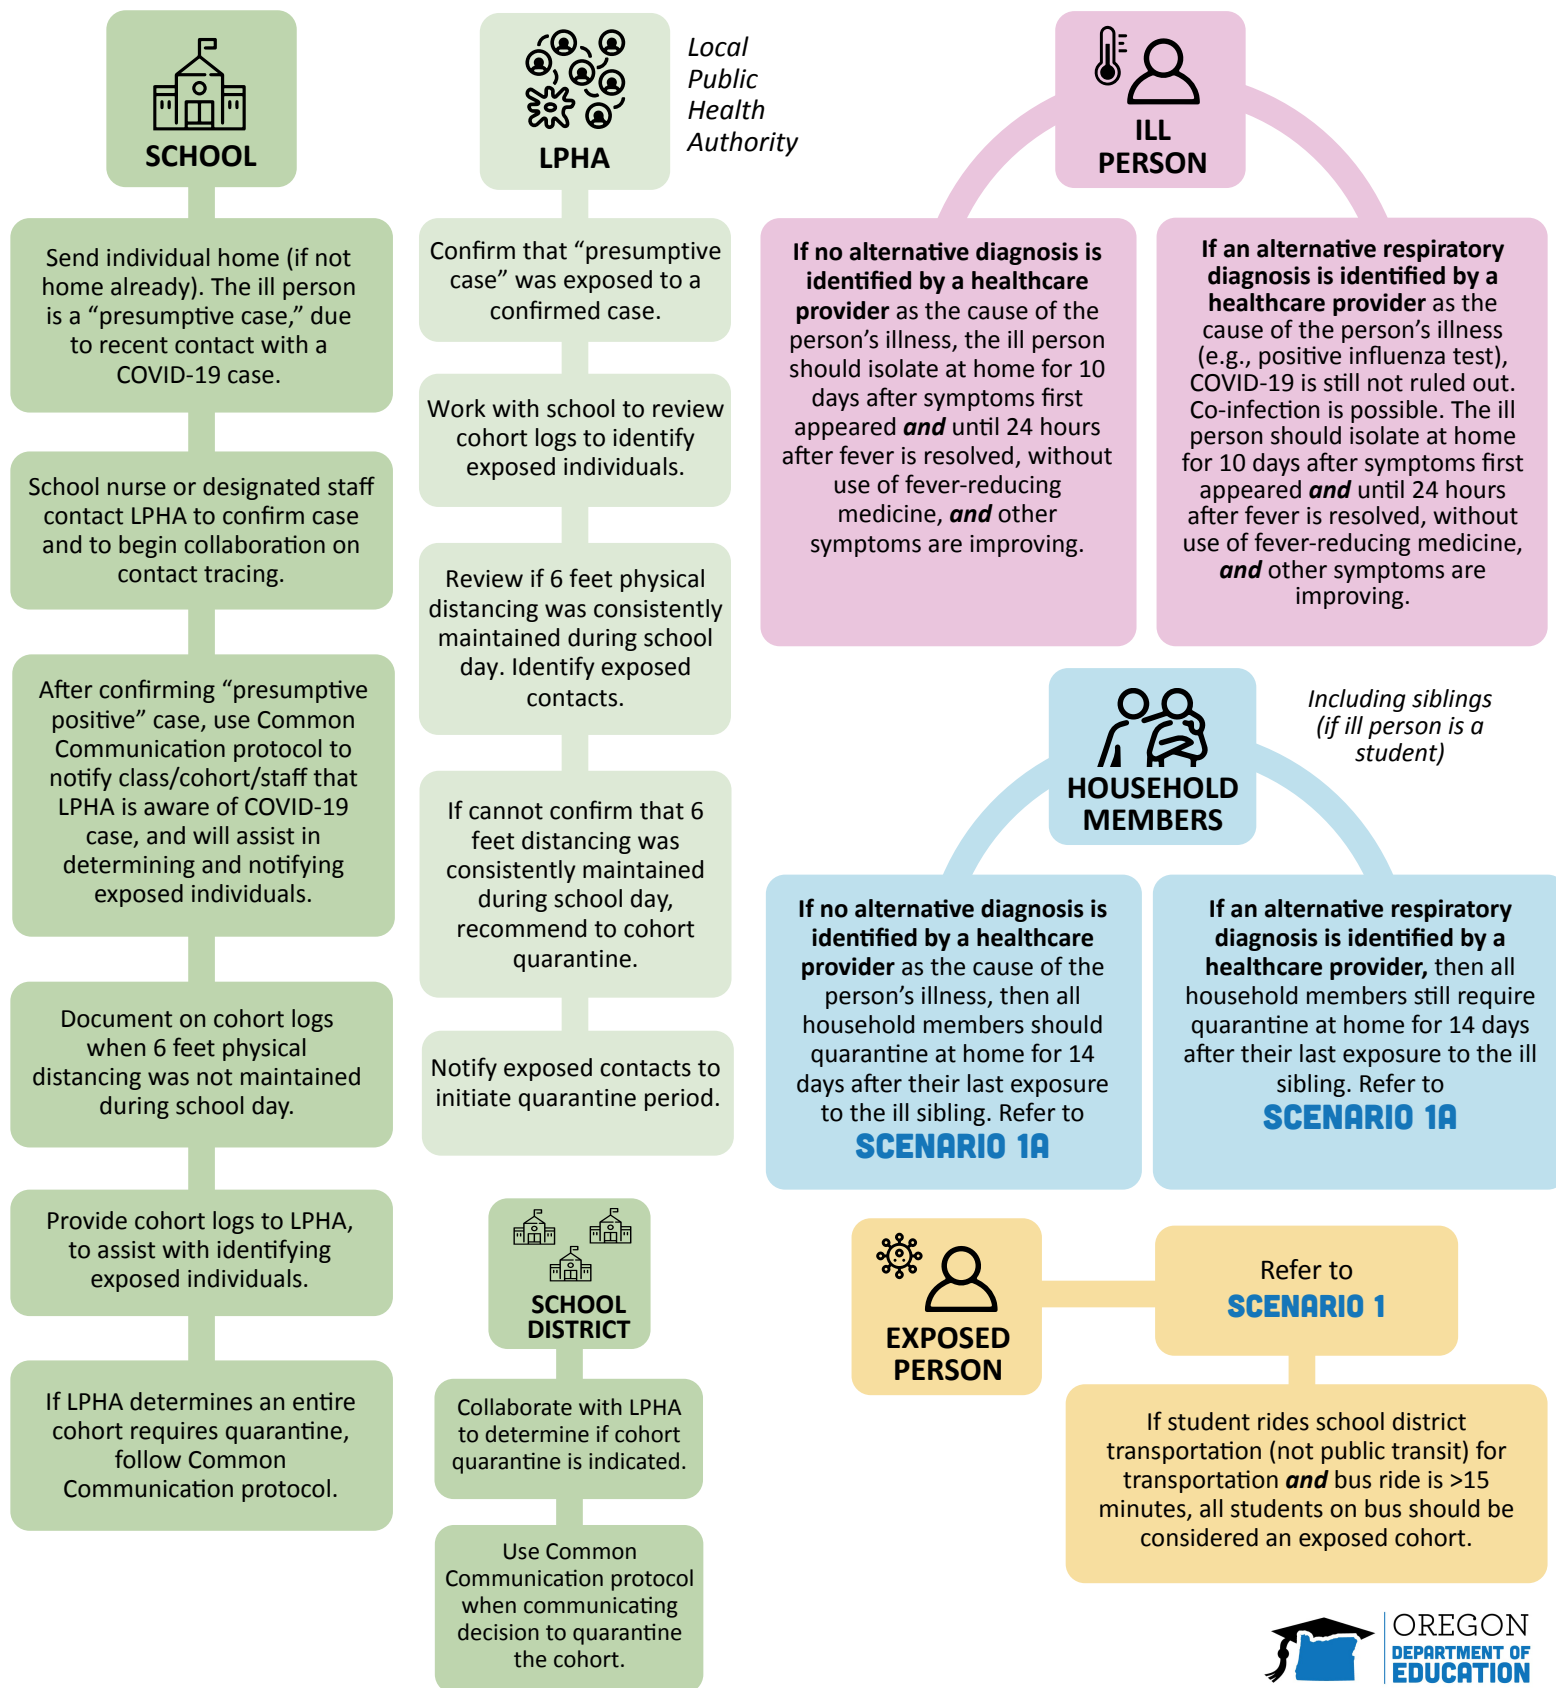 SCHOOL
Send individual home (if not
home already). The ill person
is a “presumptive case,” due
to recent contact with a
COVID-19 case.
School nurse or designated staff
contact LPHA to confirm case
and to begin collaboration on
contact tracing.
After confirming “presumptive
positive” case, use Common
Communication protocol to
notify class/cohort/staff that
LPHA is aware of COVID-19
case, and will assist in
determining and notifying
exposed individuals.
Document on cohort logs
when 6 feet physical
distancing was not maintained
during school day.
Provide cohort logs to LPHA,
to assist with identifying
exposed individuals.
If LPHA determines an entire
cohort requires quarantine,
follow Common
Communication protocol.
LPHA
Local
Public
Health
Authority
Confirm that “presumptive
case” was exposed to a
confirmed case.
Work with school to review
cohort logs to identify
exposed individuals.
Review if 6 feet physical
distancing was consistently
maintained during school
day. Identify exposed
contacts.
If cannot confirm that 6
feet distancing was
consistently maintained
during school day,
recommend to cohort
quarantine.
Notify exposed contacts to
initiate quarantine period.
SCHOOL
DISTRICT
Collaborate with LPHA
to determine if cohort
quarantine is indicated.
Use Common
Communication protocol
when communicating
decision to quarantine
the cohort.
ILL
PERSON
If no alternative diagnosis is
identified by a healthcare
provider as the cause of the
person’s illness, the ill person
should isolate at home for 10
days after symptoms first
appeared and until 24 hours
after fever is resolved, without
use of fever-reducing
medicine, and other
symptoms are improving.
If an alternative respiratory
diagnosis is identified by a
healthcare provider as the
cause of the person’s illness
(e.g., positive influenza test),
COVID-19 is still not ruled out.
Co-infection is possible. The ill
person should isolate at home
for 10 days after symptoms first
appeared and until 24 hours
after fever is resolved, without
use of fever-reducing medicine,
and other symptoms are
improving.
HOUSEHOLD
MEMBERS
Including siblings
(if ill person is a
student)
If no alternative diagnosis is
identified by a healthcare
provider as the cause of the
person’s illness, then all
household members should
quarantine at home for 14
days after their last exposure
to the ill sibling. Refer to
SCENARIO 1A
If an alternative respiratory
diagnosis is identified by a
healthcare provider, then all
household members still require
quarantine at home for 14 days
after their last exposure to the ill
sibling. Refer to
SCENARIO 1A
EXPOSED
PERSON
Refer to
SCENARIO 1
If student rides school district
transportation (not public transit) for
transportation and bus ride is >15
minutes, all students on bus should be
considered an exposed cohort.
OREGON
DEPARTMENT OF
EDUCATION